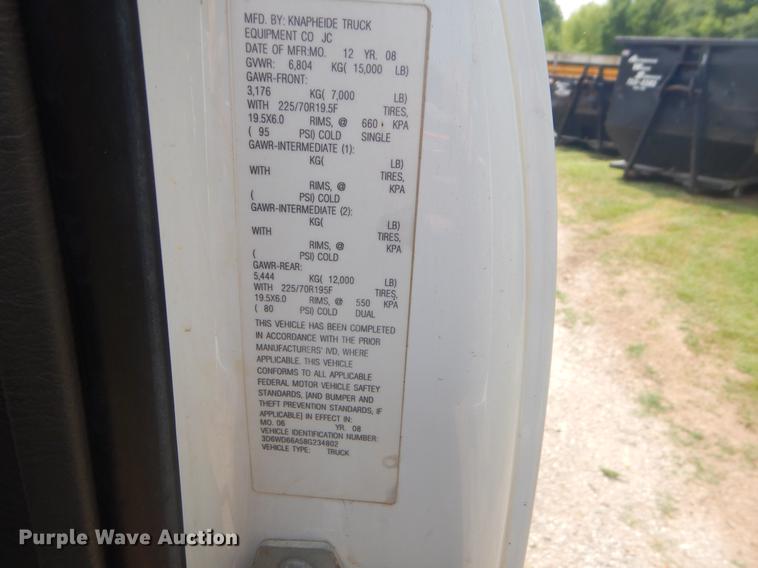 MFD. BY: KNAPHEIDE TRUCK
EQUIPMENT CO JC
DATE OF MFR:MO. 12 YR. 08
GVWR: 6,804 KG( 15,000 LB)
GAWR-FRONT:
3,176 KG( 7,000 LB)
WITH 225/70R19.5F TIRES,
19.5X6.0 RIMS, @ 660 KPA
( 95 PSI) COLD SINGLE
GAWR-INTERMEDIATE (1):
KG( LB)
WITH TIRES,
RIMS, @ KPA
( PSI) COLD
GAWR-INTERMEDIATE (2):
KG( LB)
WITH TIRES,
RIMS, @ KPA
( PSI) COLD
GAWR-REAR:
5,444 KG( 12,000 LB)
WITH 225/70R195F TIRES,
19.5X6.0 RIMS, @ 550 KPA
( 80 PSI) COLD DUAL
THIS VEHICLE HAS BEEN COMPLETED
IN ACCORDANCE WITH THE PRIOR
MANUFACTURERS' IVD, WHERE
APPLICABLE. THIS VEHICLE
CONFORMS TO ALL APPLICABLE
FEDERAL MOTOR VEHICLE SAFTEY
STANDARDS, [AND BUMPER AND
THEFT PREVENTION STANDARDS, IF
APPLICABLE] IN EFFECT IN:
MO. 06 YR. 08
VEHICLE IDENTIFICATION NUMBER:
3D6WD66A58G234802
VEHICLE TYPE: TRUCK
Purple Wave Auction